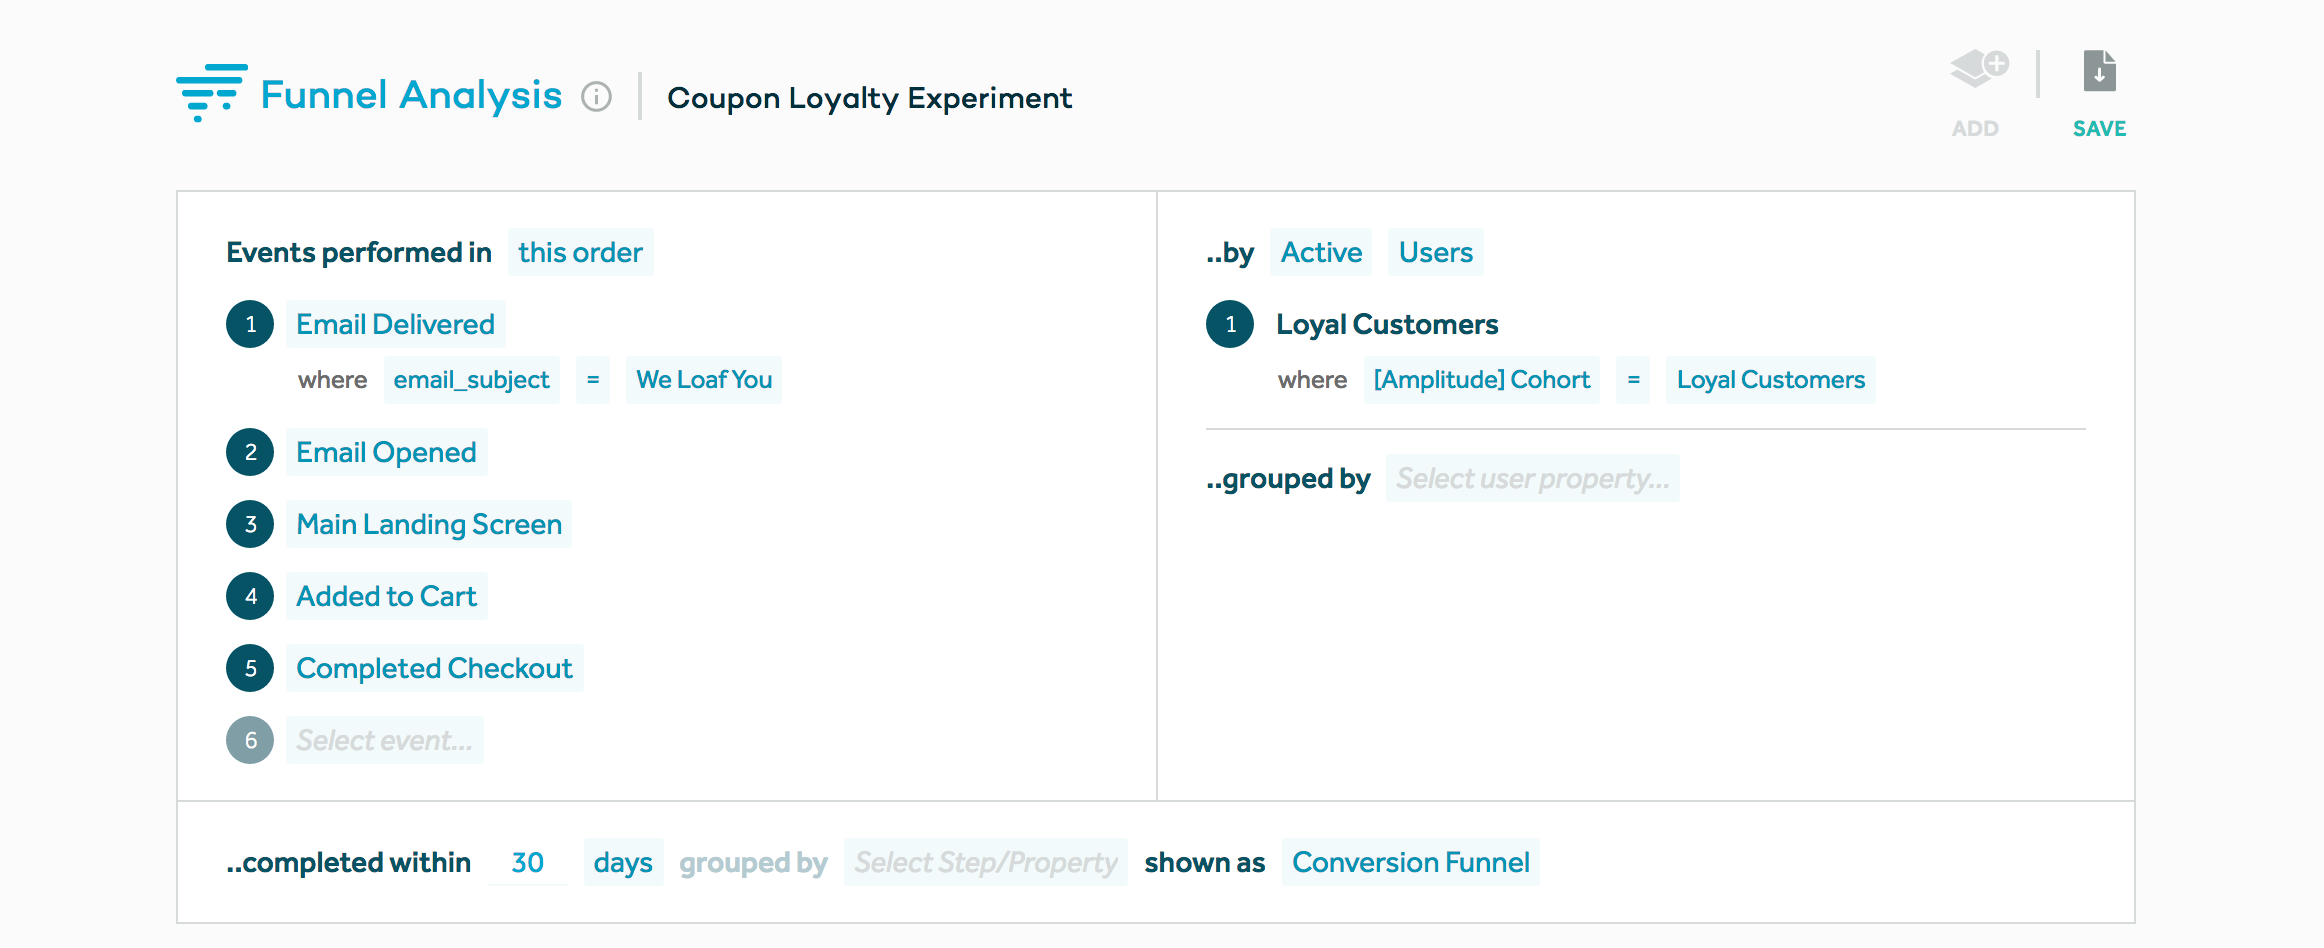 Funnel Analysis
Coupon Loyalty Experiment
ADD
SAVE
Events performed in this order
1 Email Delivered
where email_subject = We Loaf You
2 Email Opened
3 Main Landing Screen
4 Added to Cart
5 Completed Checkout
6 Select event...
..by Active Users
1 Loyal Customers
where [Amplitude] Cohort = Loyal Customers
..grouped by Select user property...
..completed within 30 days grouped by Select Step/Property shown as Conversion Funnel